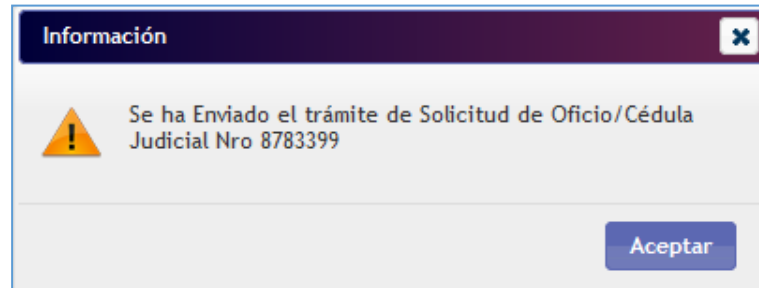 Información
Se ha Enviado el trámite de Solicitud de Oficio/Cédula
Judicial Nro 8783399
Aceptar